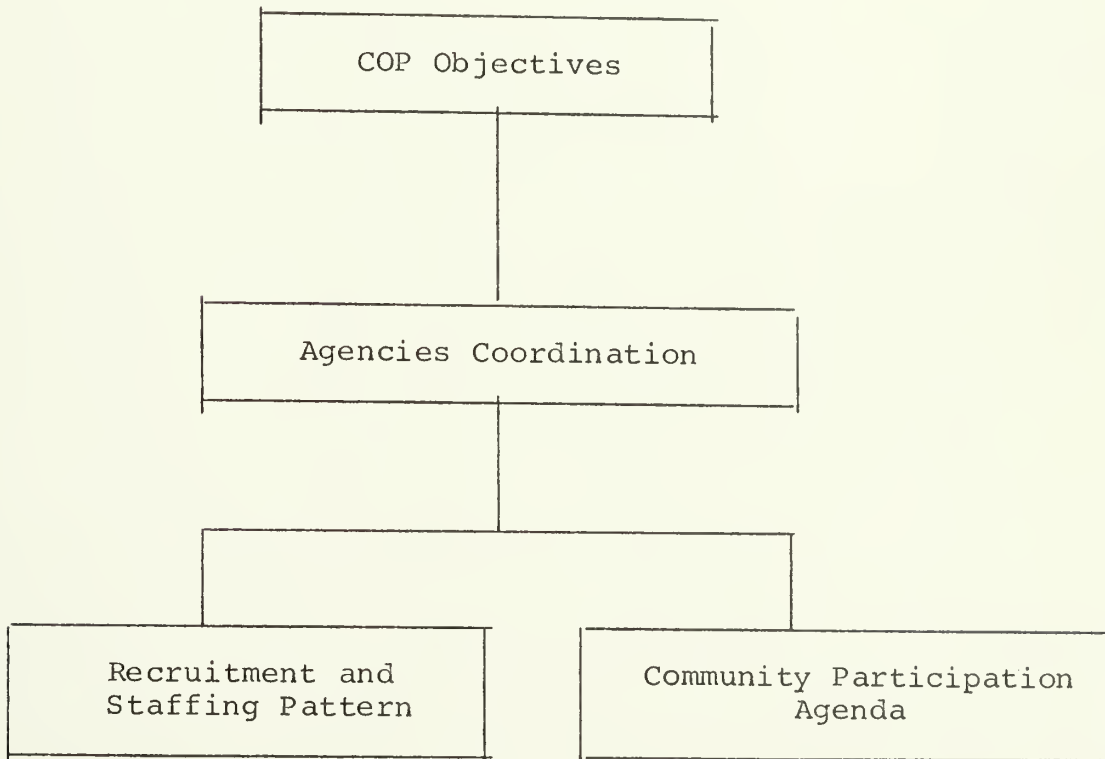 COP Objectives
Agencies Coordination
Recruitment and
Staffing Pattern
Community Participation
Agenda